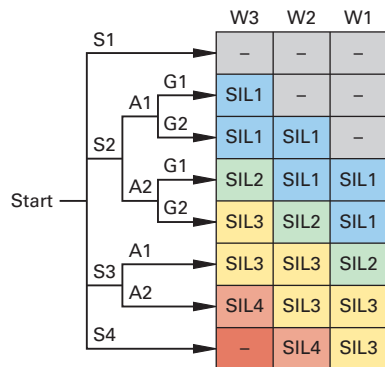 W3 W2 W1
S1 – – –
G1 SIL1 – –
A1
G2 SIL1 SIL1 –
S2
G1 SIL2 SIL1 SIL1
A2
Start
G2 SIL3 SIL2 SIL1
A1 SIL3 SIL3 SIL2
S3
A2 SIL4 SIL3 SIL3
S4 – SIL4 SIL3